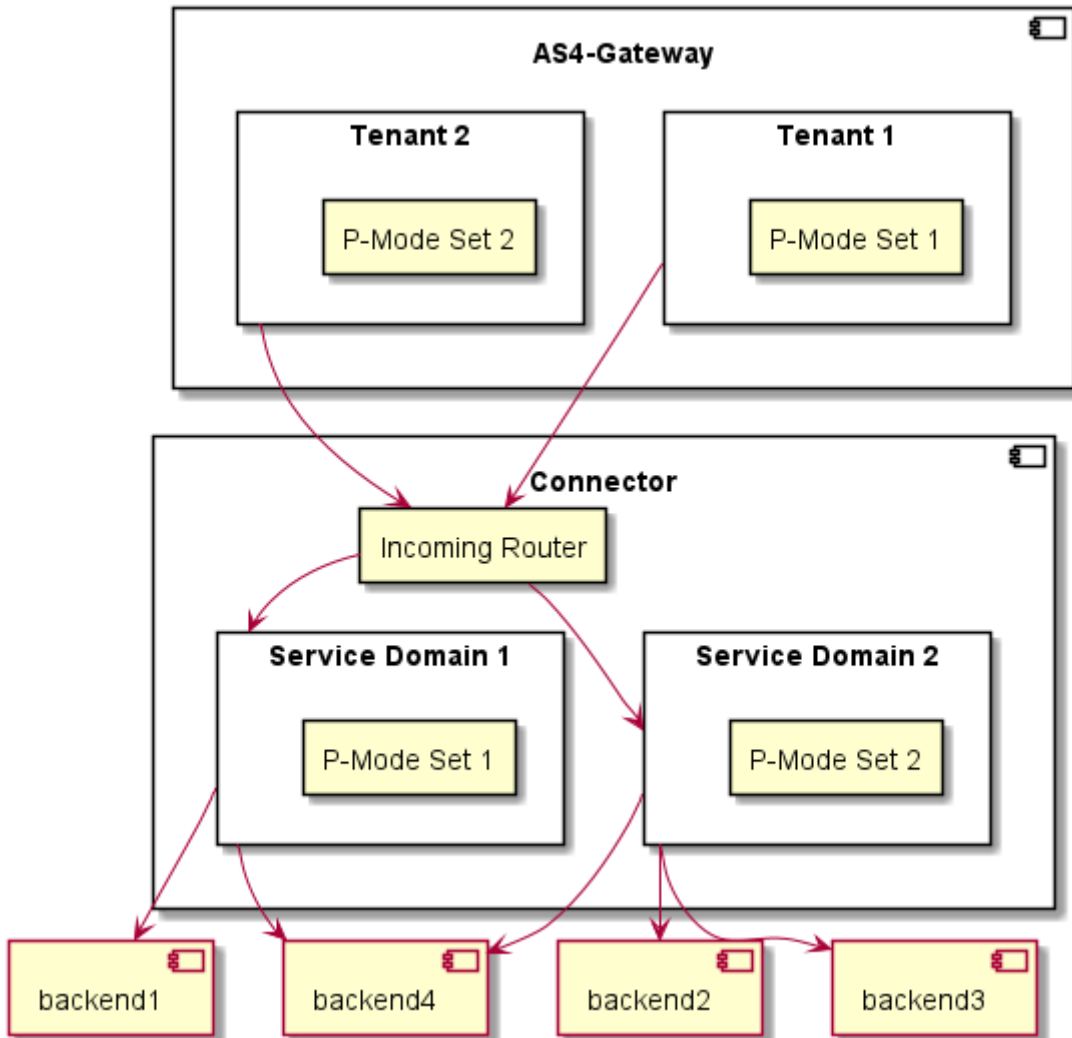 AS4-Gateway
Tenant 2
Tenant 1
P-Mode Set 2
P-Mode Set 1
Connector
Incoming Router
Service Domain 1
Service Domain 2
P-Mode Set 1
P-Mode Set 2
backend1
backend4
backend2
backend3